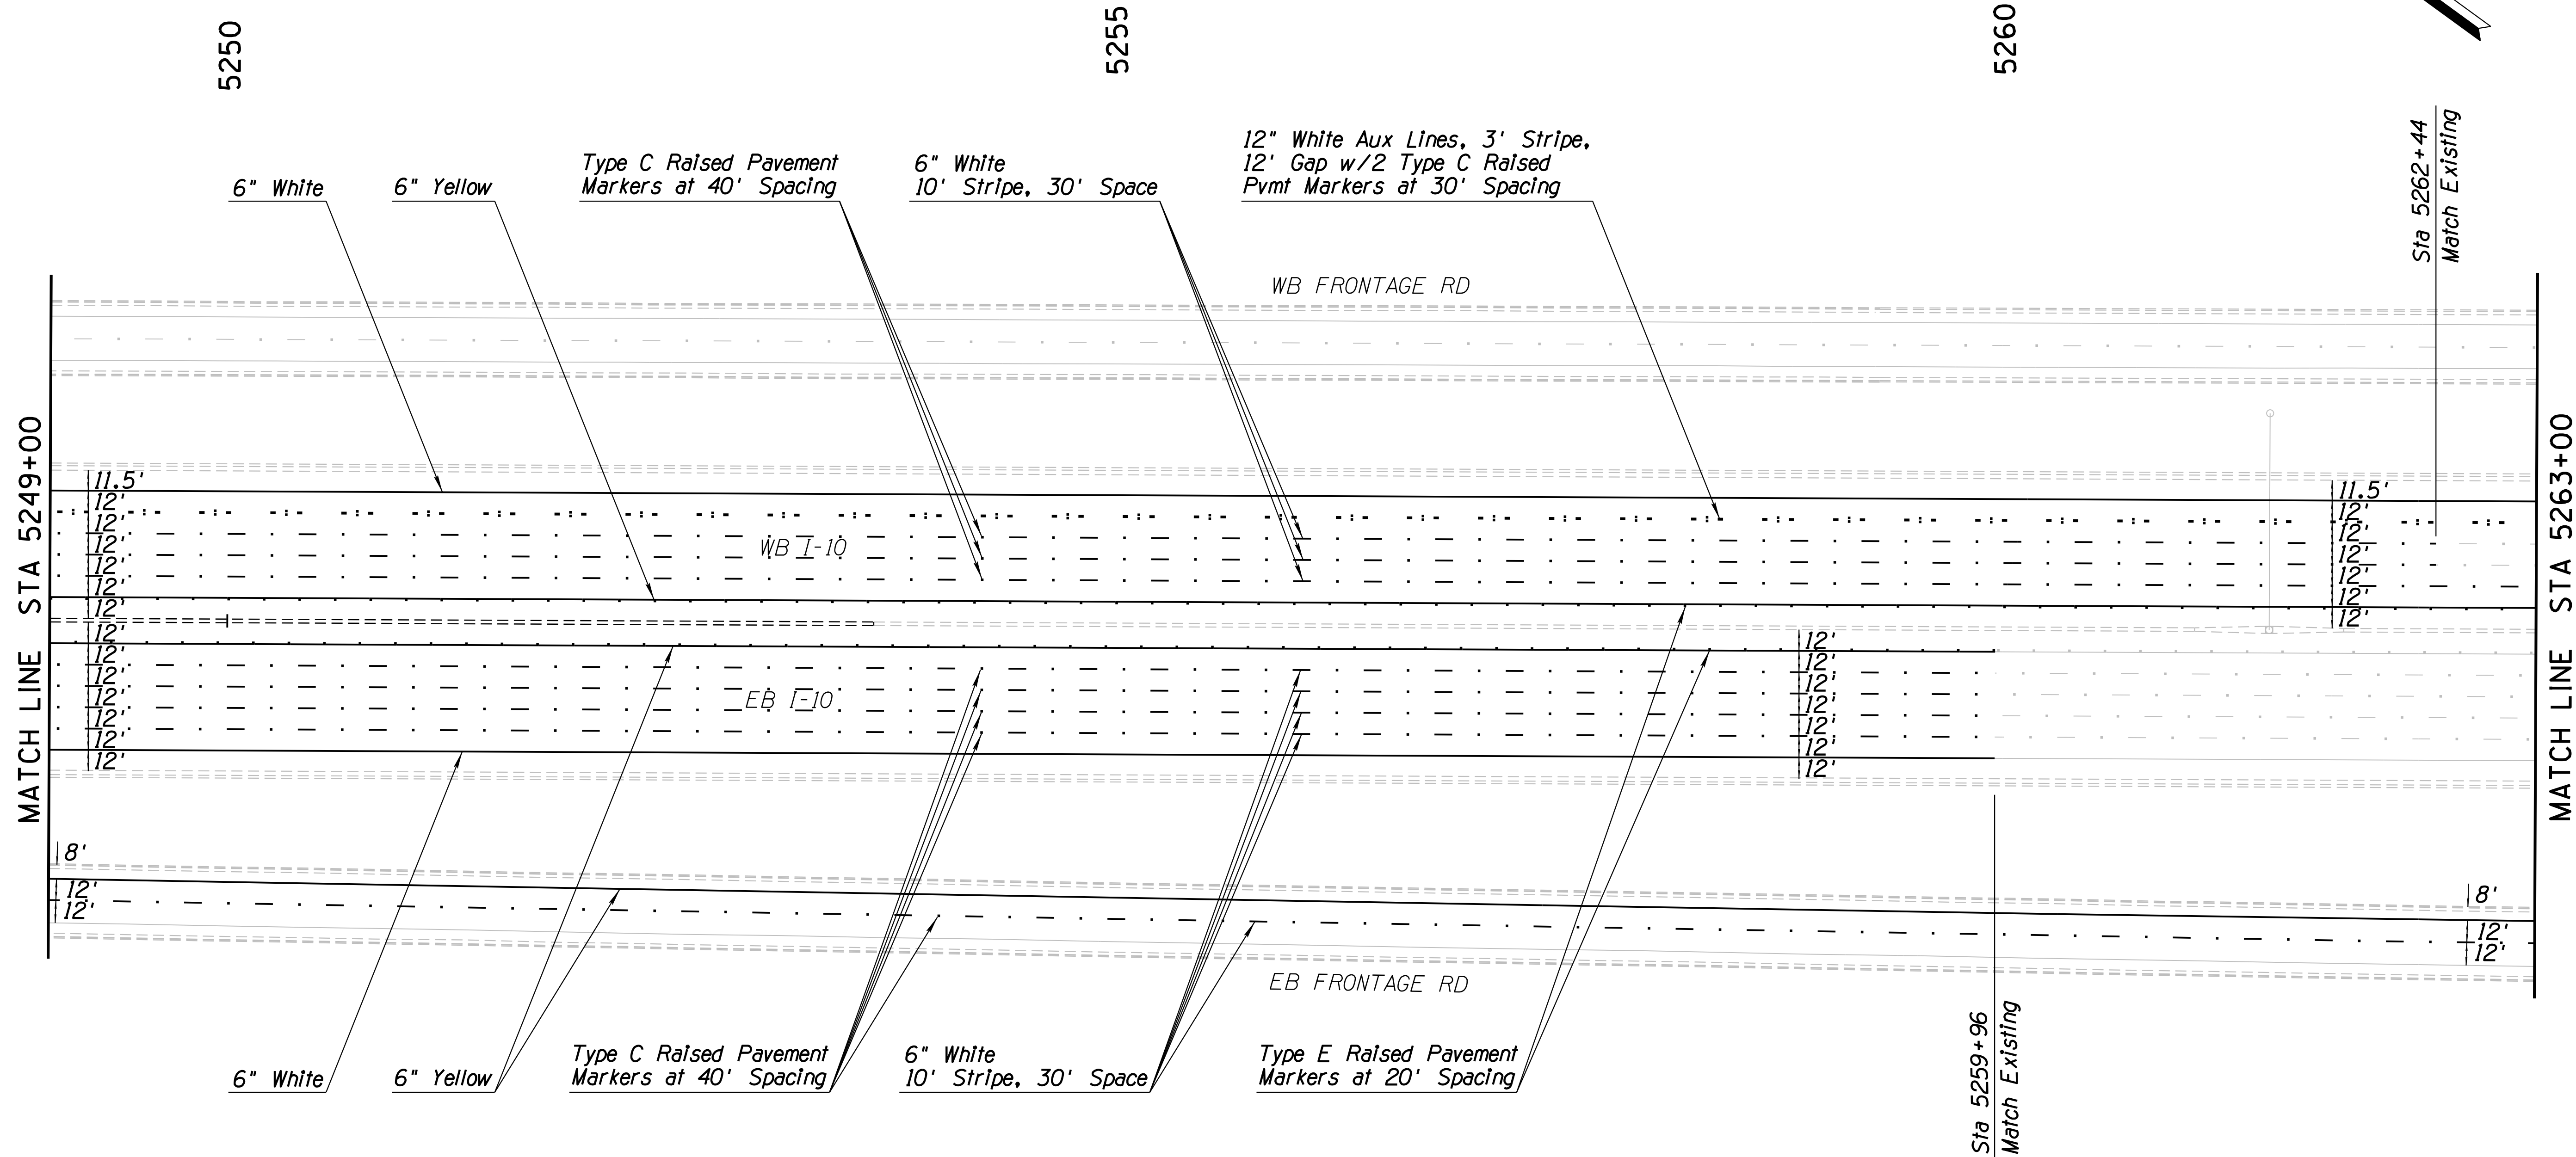 5250
5255
5260
6" White
6" Yellow
Type C Raised Pavement
Markers at 40' Spacing
6" White
10' Stripe, 30' Space
12" White Aux Lines, 3' Stripe,
12' Gap w/2 Type C Raised
Pvmt Markers at 30' Spacing
Sta 5262+44
Match Existing
WB FRONTAGE RD
MATCH LINE STA 5249+00
MATCH LINE STA 5263+00
11.5'
12'
12'
12'
12'
12'
12'
WB I-10
11.5'
12'
12'
12'
12'
12'
12'
12'
12'
12'
12'
12'
12'
12'
EB I-10
12'
12'
12'
12'
12'
12'
12'
8'
12'
12'
8'
12'
12'
EB FRONTAGE RD
6" White
6" Yellow
Type C Raised Pavement
Markers at 40' Spacing
6" White
10' Stripe, 30' Space
Type E Raised Pavement
Markers at 20' Spacing
Sta 5259+96
Match Existing